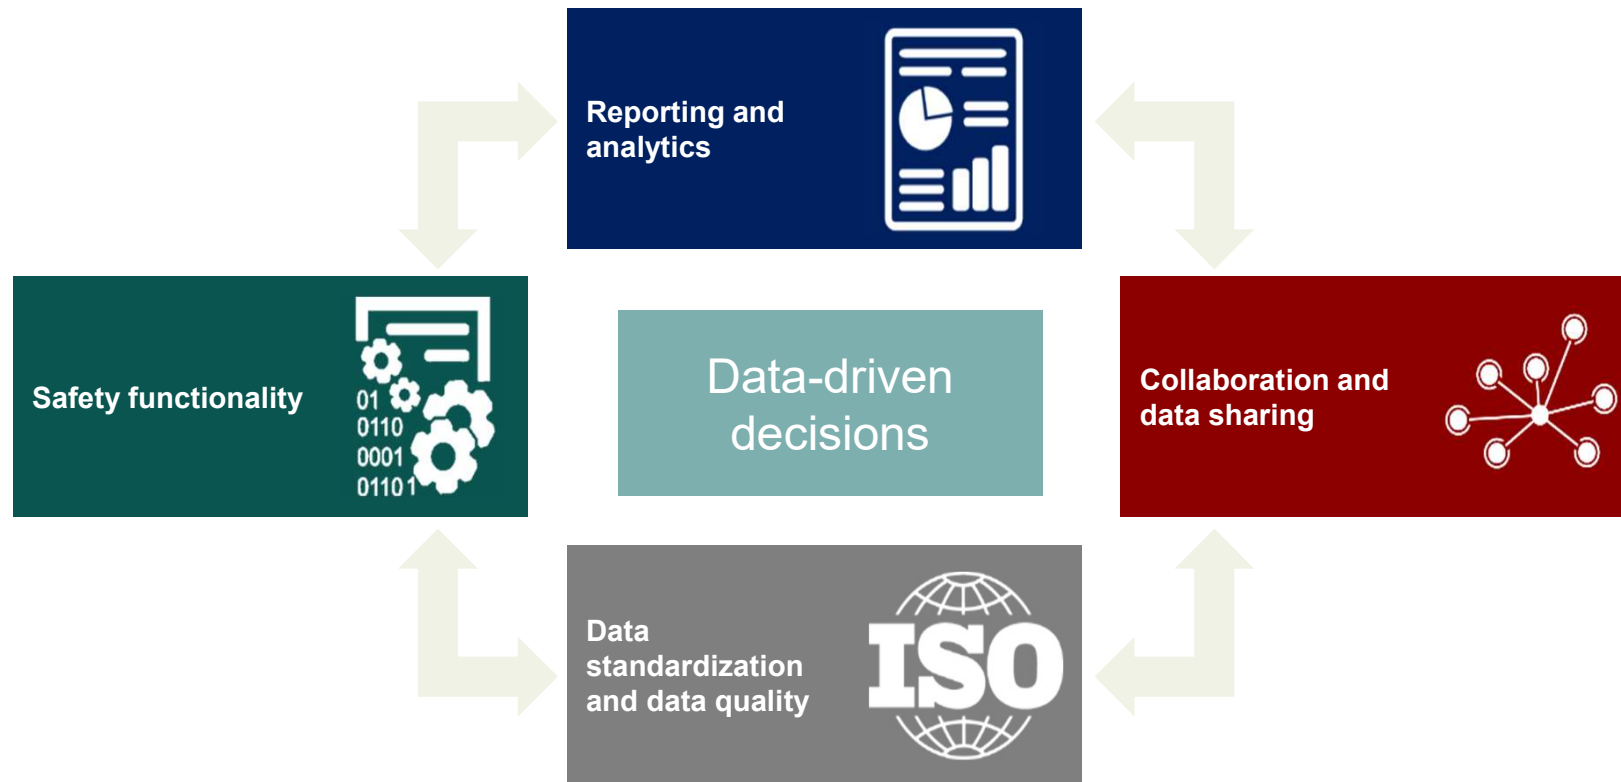 Reporting and
analytics
Safety functionality
01
0110
0001
01101
Data-driven
decisions
Collaboration and
data sharing
Data
standardization
and data quality
ISO